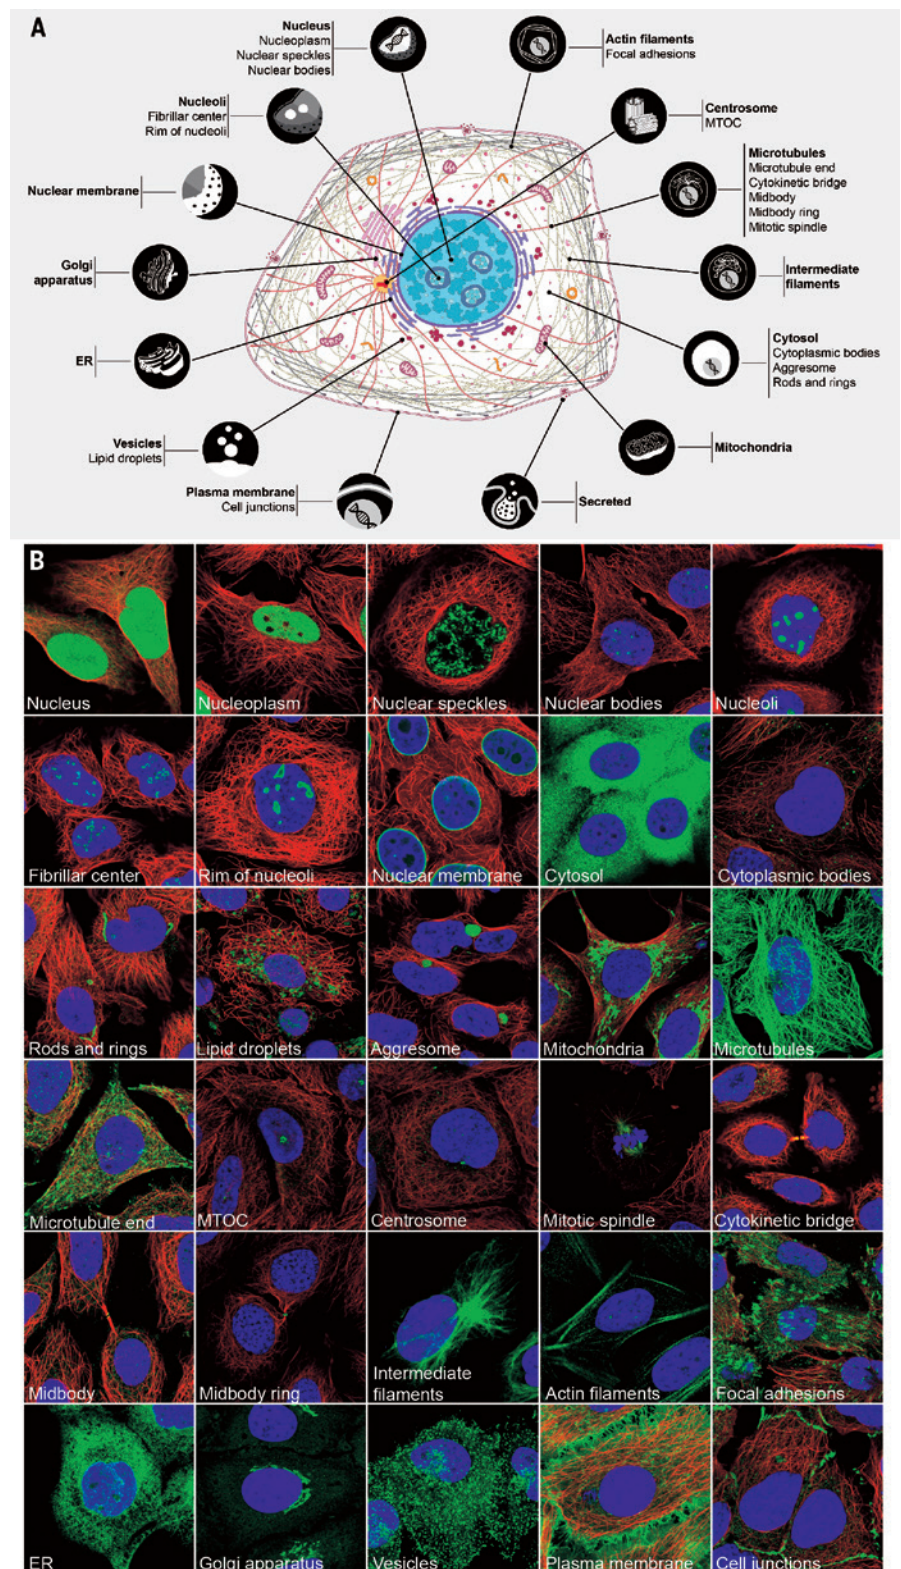 A
Nucleus
Nucleoplasm
Nuclear speckles
Nuclear bodies
Actin filaments
Focal adhesions
Nucleoli
Fibrillar center
Rim of nucleoli
Centrosome
MTOC
Nuclear membrane
Microtubules
Microtubule end
Cytokinetic bridge
Midbody
Midbody ring
Mitotic spindle
Golgi
apparatus
Intermediate
filaments
ER
Cytosol
Cytoplasmic bodies
Aggresome
Rods and rings
Vesicles
Lipid droplets
Mitochondria
Plasma membrane
Cell junctions
Secreted
B
Nucleus
Nucleoplasm
Nuclear speckles
Nuclear bodies
Nucleoli
Fibrillar center
Rim of nucleoli
Nuclear membrane
Cytosol
Cytoplasmic bodies
Rods and rings
Lipid droplets
Aggresome
Mitochondria
Microtubules
Microtubule end
MTOC
Centrosome
Mitotic spindle
Cytokinetic bridge
Midbody
Midbody ring
Intermediate
filaments
Actin filaments
Focal adhesions
ER
Golgi apparatus
Vesicles
Plasma membrane
Cell junctions